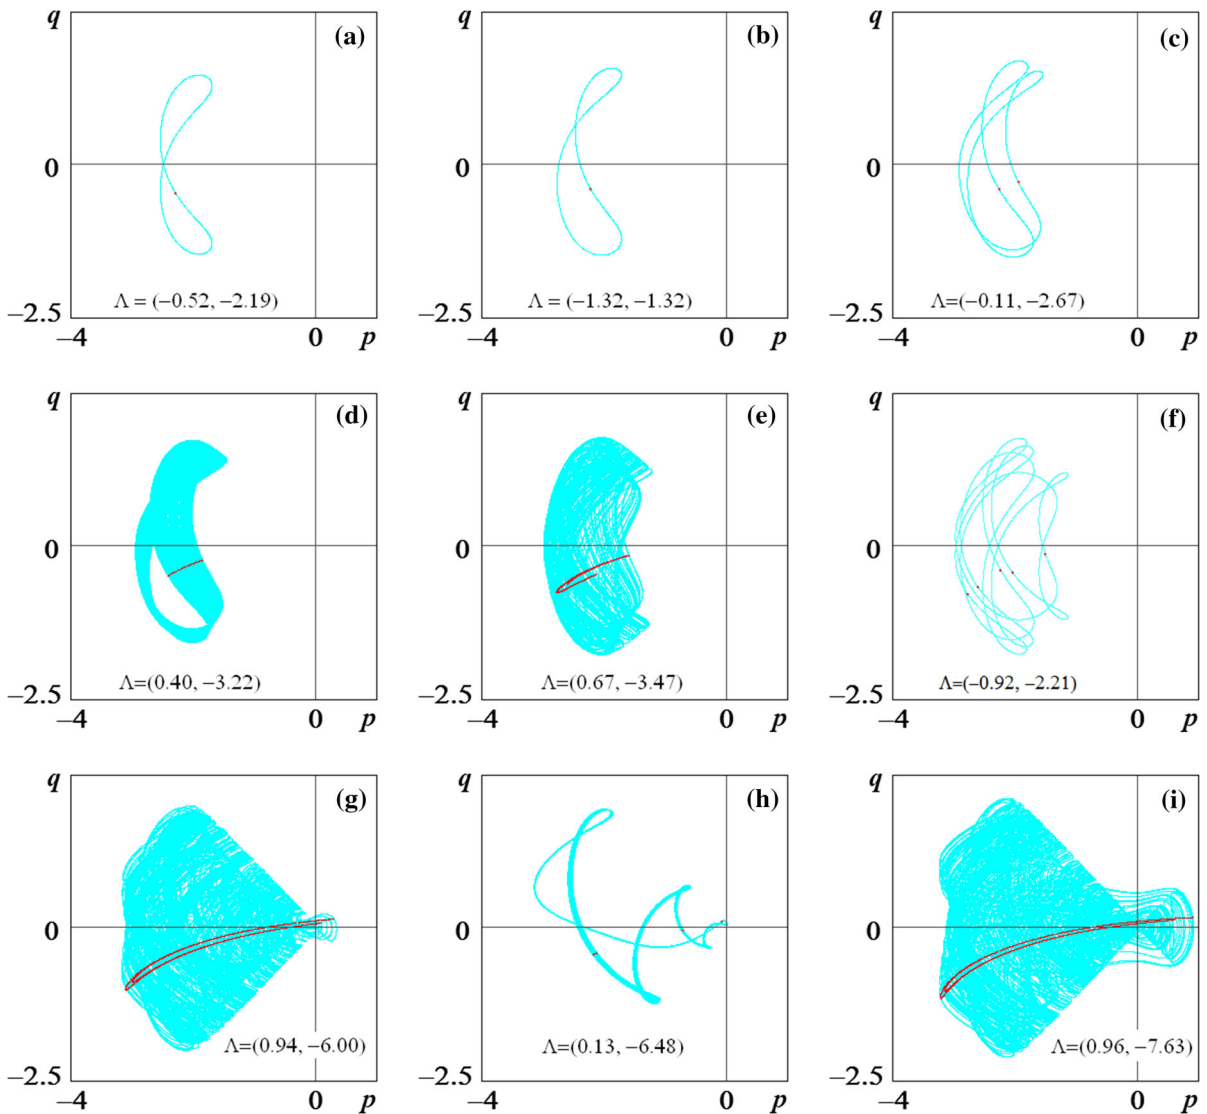 q
(a)
0
Λ = (−0.52, −2.19)
−2.5
−4
0
p
(b)
0
Λ = (−1.32, −1.32)
−2.5
−4
0
p
(c)
0
Λ=(−0.11, −2.67)
−2.5
−4
0
p
q
(d)
0
Λ=(0.40, −3.22)
−2.5
−4
0
p
q
(e)
0
Λ=(0.67, −3.47)
−2.5
−4
0
p
q
(f)
0
Λ=(−0.92, −2.21)
−2.5
−4
0
p
q
(g)
0
Λ=(0.94, −6.00)
−2.5
−4
0
p
q
(h)
0
Λ=(0.13, −6.48)
−2.5
−4
0
p
q
(i)
0
Λ=(0.96, −7.63)
−2.5
−4
0
p